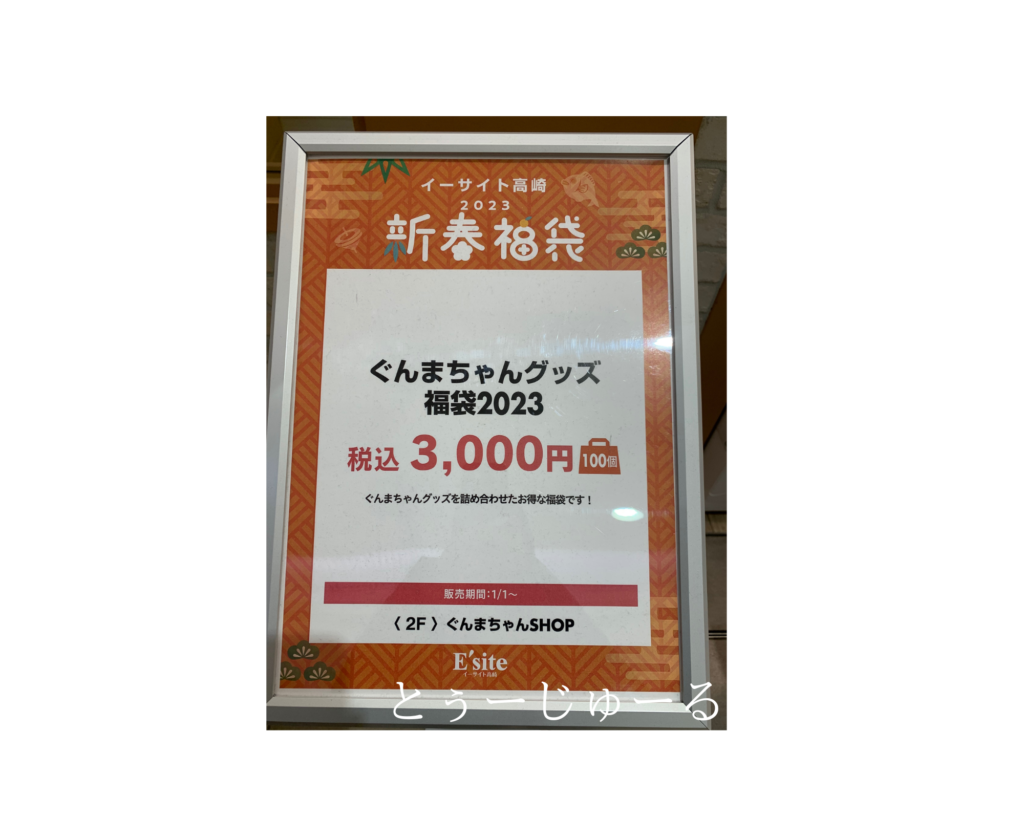 イーサイト高崎
2023
新春福袋
ぐんまちゃんグッズ
福袋2023
税込 3,000円 100個
ぐんまちゃんグッズを詰め合わせたお得な福袋です！
販売期間:1/1～
〈 2F 〉ぐんまちゃんSHOP
E'site
イーサイト高崎
とぅーじゅーる